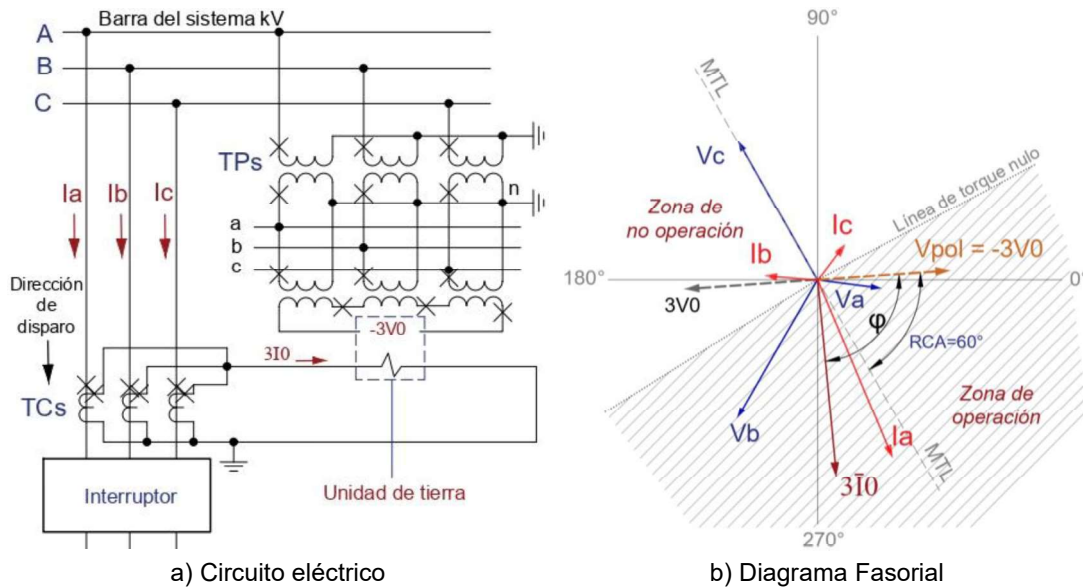 Barra del sistema kV
A
B
C
TPs
n
Ia
Ib
Ic
a
b
c
Dirección
de
disparo
-3V0
3I0
TCs
Interruptor
Unidad de tierra
a) Circuito eléctrico
90°
MTL
Vc
Línea de torque nulo
Zona de
no operación
Ic
Ib
Vpol = -3V0
180°
0°
3V0
Va
φ
RCA=60°
Zona de
operación
Vb
Ia
MTL
3Ī0
270°
b) Diagrama Fasorial